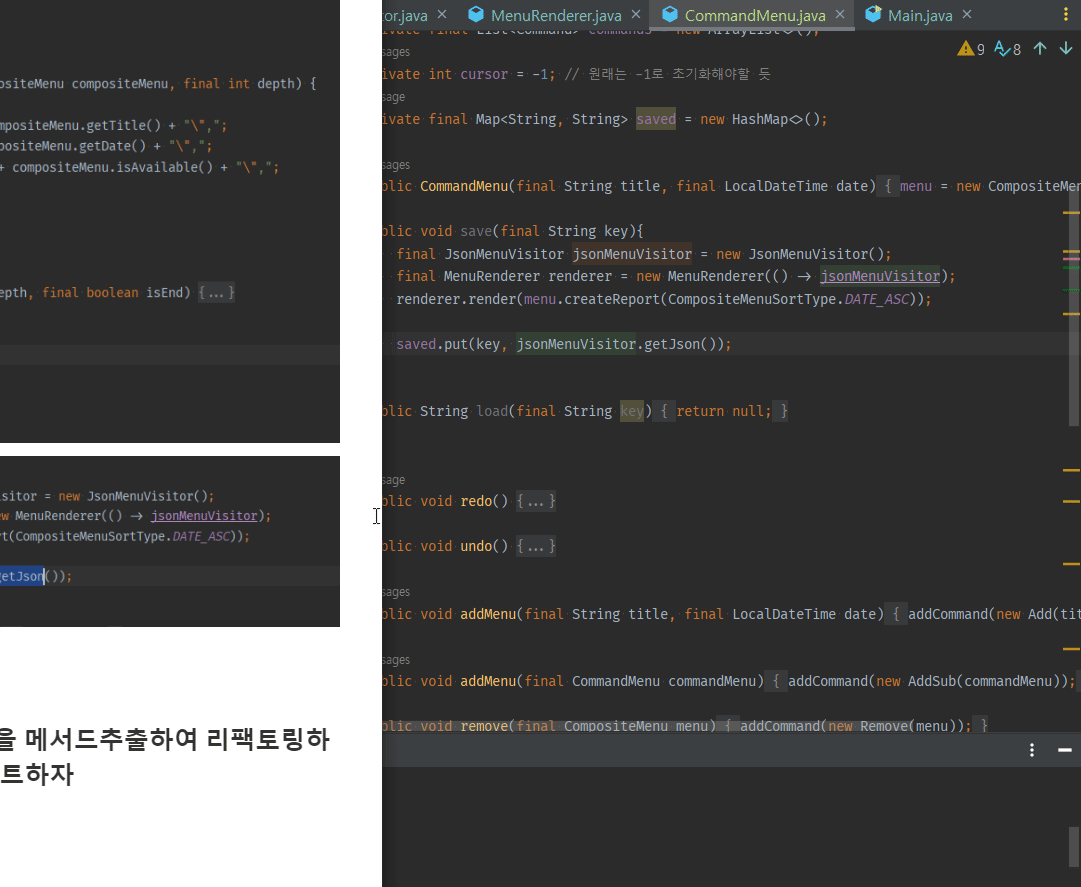 ositeMenu compositeMenu, final int depth) {
mpositeMenu.getTitle() + "\",";
positeMenu.getDate() + "\",";
+ compositeMenu.isAvailable() + "\",";
epth, final boolean isEnd) {...}
isitor = new JsonMenuVisitor();
ew MenuRenderer(() → jsonMenuVisitor);
rt(CompositeMenuSortType.DATE_ASC));
getJson());
을 메서드추출하여 리팩토링하
트하자
tor.java × MenuRenderer.java × CommandMenu.java × Main.java ×
ivate final List<Command> commands = new ArrayList<>();
9 8
sages
ivate int cursor = -1; // 원래는 -1로 초기화해야할 듯
sage
ivate final Map<String, String> saved = new HashMap<>();
sages
blic CommandMenu(final String title, final LocalDateTime date) { menu = new CompositeMen
blic void save(final String key){
final JsonMenuVisitor jsonMenuVisitor = new JsonMenuVisitor();
final MenuRenderer renderer = new MenuRenderer(() → jsonMenuVisitor);
renderer.render(menu.createReport(CompositeMenuSortType.DATE_ASC));
saved.put(key, jsonMenuVisitor.getJson());
blic String load(final String key) { return null; }
sage
blic void redo() {...}
blic void undo() {...}
sages
blic void addMenu(final String title, final LocalDateTime date) { addCommand(new Add(tit
sages
blic void addMenu(final CommandMenu commandMenu) { addCommand(new AddSub(commandMenu));
blic void remove(final CompositeMenu menu) { addCommand(new Remove(menu)); }